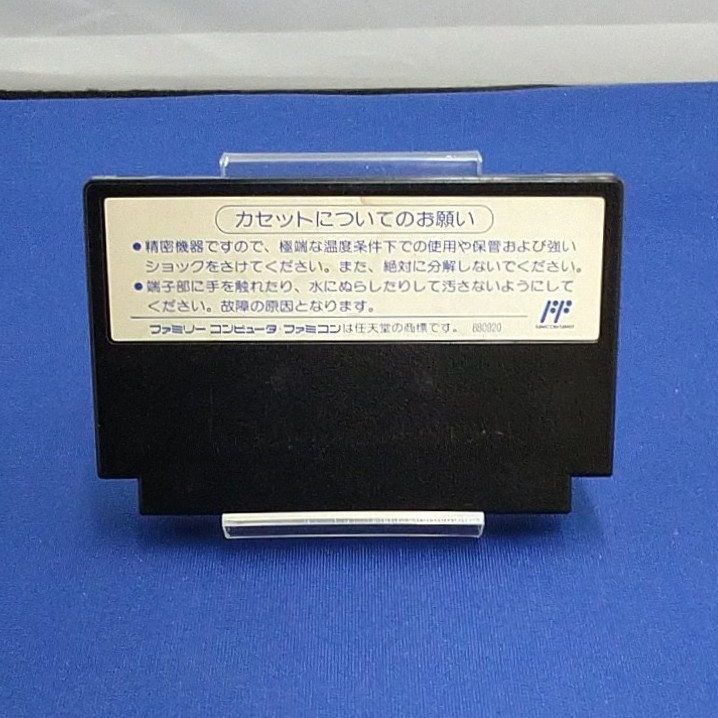 カセットについてのお願い
●精密機器ですので、極端な温度条件下での使用や保管および強い
ショックをさけてください。また、絶対に分解しないでください。
●端子部に手を触れたり、水にぬらしたりして汚さないようにして
ください。故障の原因となります。
ファミリーコンピュータ・ファミコンは任天堂の商標です。 880920